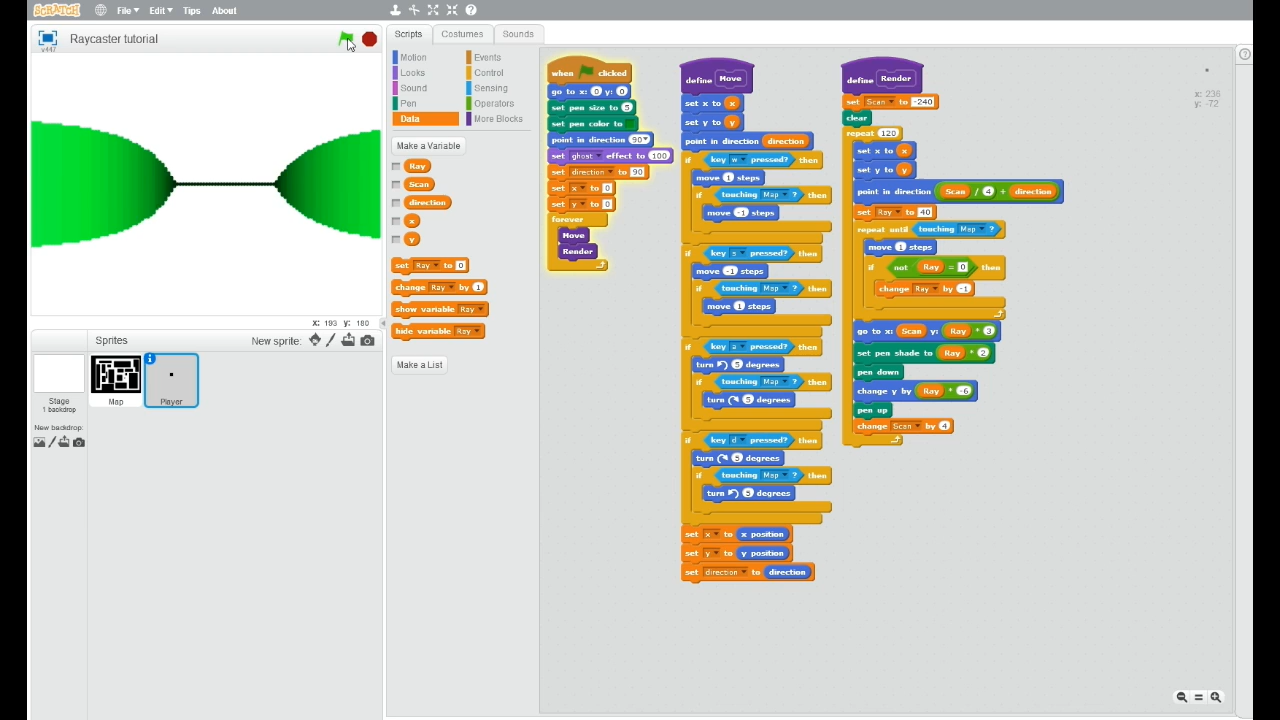 SCRATCH File Edit Tips About
Raycaster tutorial
v447
X: 193 y: 180
Sprites New sprite:
Stage
1 backdrop
New backdrop:
Map
Player
Scripts Costumes Sounds
Motion Events
Looks Control
Sound Sensing
Pen Operators
Data More Blocks
Make a Variable
Ray
Scan
direction
x
y
set Ray to 0
change Ray by 1
show variable Ray
hide variable Ray
Make a List
when clicked
go to x: 0 y: 0
set pen size to 5
set pen color to
point in direction 90
set ghost effect to 100
set direction to 90
set x to 0
set y to 0
forever
Move
Render
define Move
set x to x
set y to y
point in direction direction
if key w pressed? then
move 1 steps
if touching Map ? then
move -1 steps
if key s pressed? then
move -1 steps
if touching Map ? then
move 1 steps
if key a pressed? then
turn 5 degrees
if touching Map ? then
turn 5 degrees
if key d pressed? then
turn 5 degrees
if touching Map ? then
turn 5 degrees
set x to x position
set y to y position
set direction to direction
define Render
set Scan to -240
clear
repeat 120
set x to x
set y to y
point in direction Scan / 4 + direction
set Ray to 40
repeat until touching Map ?
move 1 steps
if not Ray = 0 then
change Ray by -1
go to x: Scan y: Ray * 3
set pen shade to Ray * 2
pen down
change y by Ray * -6
pen up
change Scan by 4
x: 236
y: -72